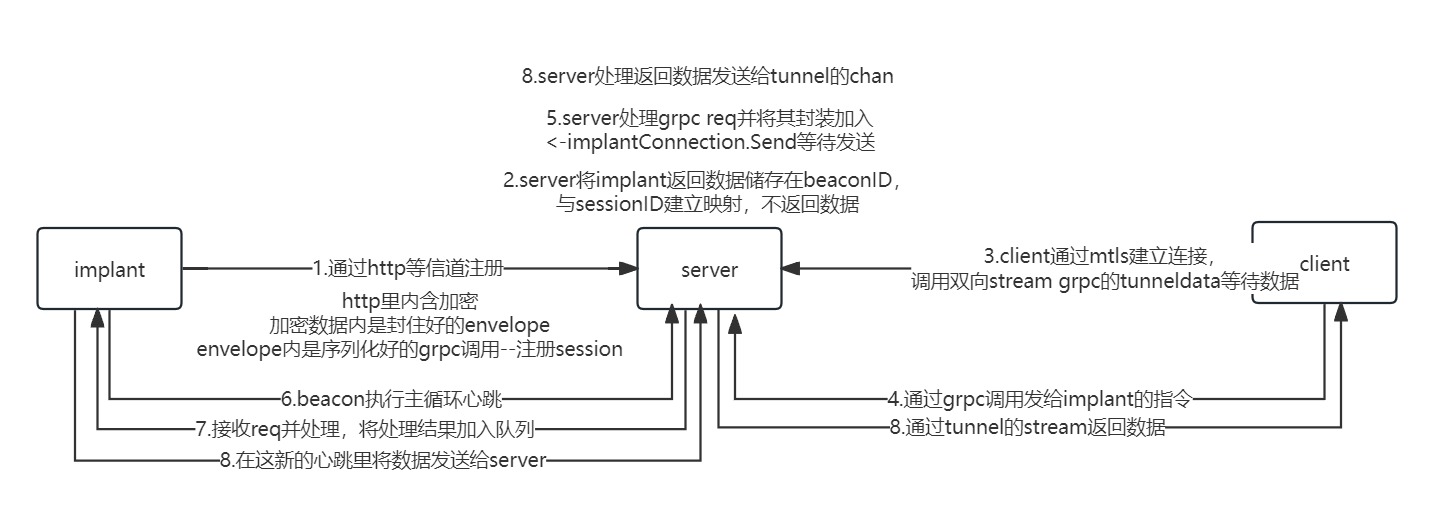 8.server处理返回数据发送给tunnel的chan
5.server处理grpc req并将其封装加入
<-implantConnection.Send等待发送
2.server将implant返回数据储存在beaconID，
与sessionID建立映射，不返回数据
implant
1.通过http等信道注册
server
3.client通过mtls建立连接，
调用双向stream grpc的tunneldata等待数据
client
http里内含加密
加密数据内是封住好的envelope
envelope内是序列化好的grpc调用--注册session
6.beacon执行主循环心跳
4.通过grpc调用发给implant的指令
7.接收req并处理，将处理结果加入队列
8.通过tunnel的stream返回数据
8.在这新的心跳里将数据发送给server